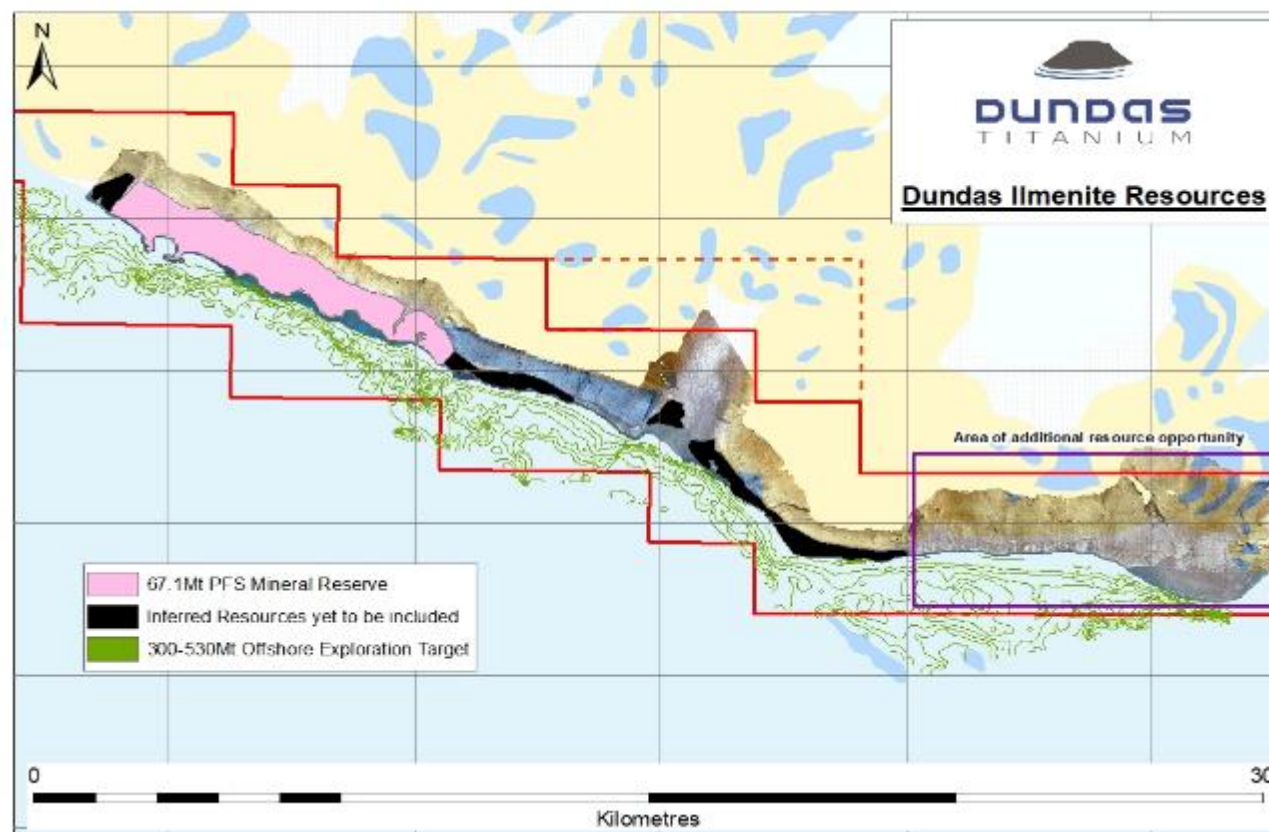 N
DUNDAS
TITANIUM
Dundas Ilmenite Resources
Area of additional resource opportunity
67.1Mt PFS Mineral Reserve
Inferred Resources yet to be included
300-530Mt Offshore Exploration Target
0
30
Kilometres